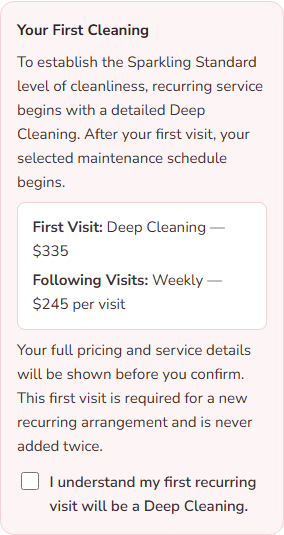 Your First Cleaning
To establish the Sparkling Standard
level of cleanliness, recurring service
begins with a detailed Deep
Cleaning. After your first visit, your
selected maintenance schedule
begins.
First Visit: Deep Cleaning —
$335
Following Visits: Weekly —
$245 per visit
Your full pricing and service details
will be shown before you confirm.
This first visit is required for a new
recurring arrangement and is never
added twice.
I understand my first recurring
visit will be a Deep Cleaning.